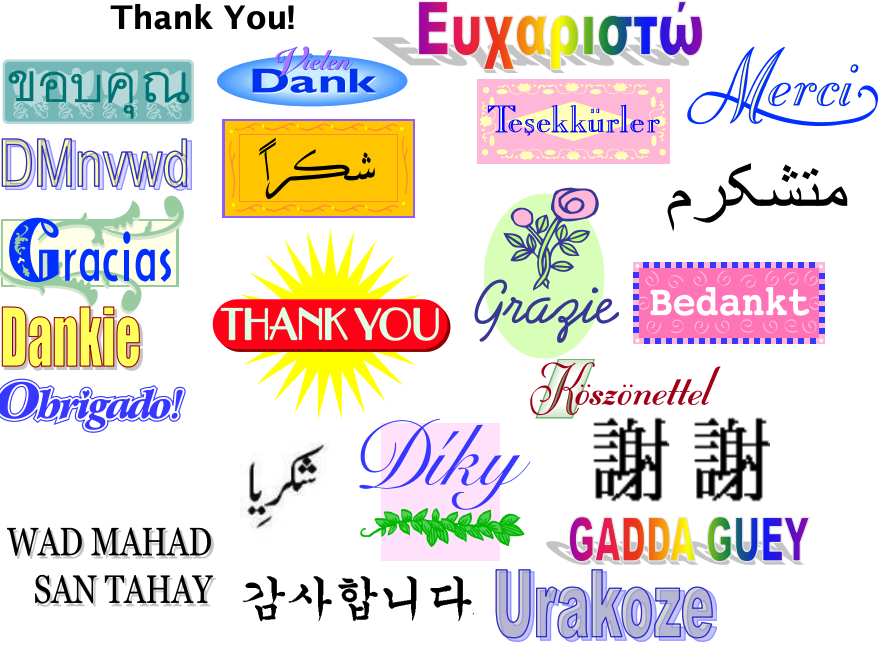 Thank You!
Ευχαριστώ
ขอบคุณ
Vielen
Dank
Merci
Teşekkürler
DMnvwd
شكراً
متشكرم
Gracias
THANK YOU
Grazie
Bedankt
Dankie
Obrigado!
Köszönettel
شکریا
Díky
謝 謝
WAD MAHAD
SAN TAHAY
GADDA GUEY
감사합니다.
Urakoze